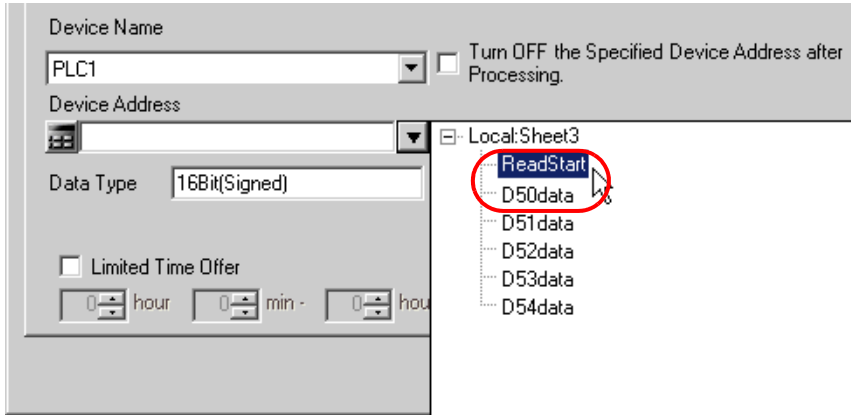 Device Name
PLC1
Turn OFF the Specified Device Address after
Processing.
Device Address
Local:Sheet3
ReadStart
Data Type 16Bit(Signed)
D50data
D51data
D52data
Limited Time Offer
D53data
0 hour 0 min - 0 hou
D54data